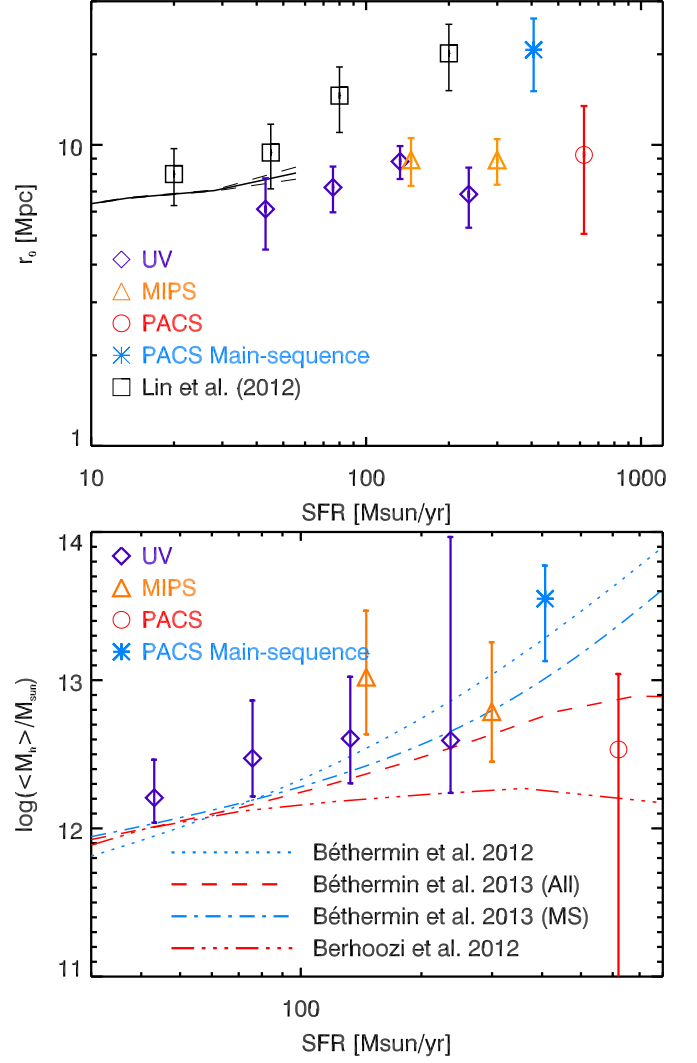 r₀ [Mpc]
10
1
UV
MIPS
PACS
PACS Main-sequence
Lin et al. (2012)
10
100
1000
SFR [Msun/yr]
log(<Mₕ>/Mₛᵤₙ)
14
13
12
11
UV
MIPS
PACS
PACS Main-sequence
Béthermin et al. 2012
Béthermin et al. 2013 (All)
Béthermin et al. 2013 (MS)
Berhoozi et al. 2012
100
SFR [Msun/yr]